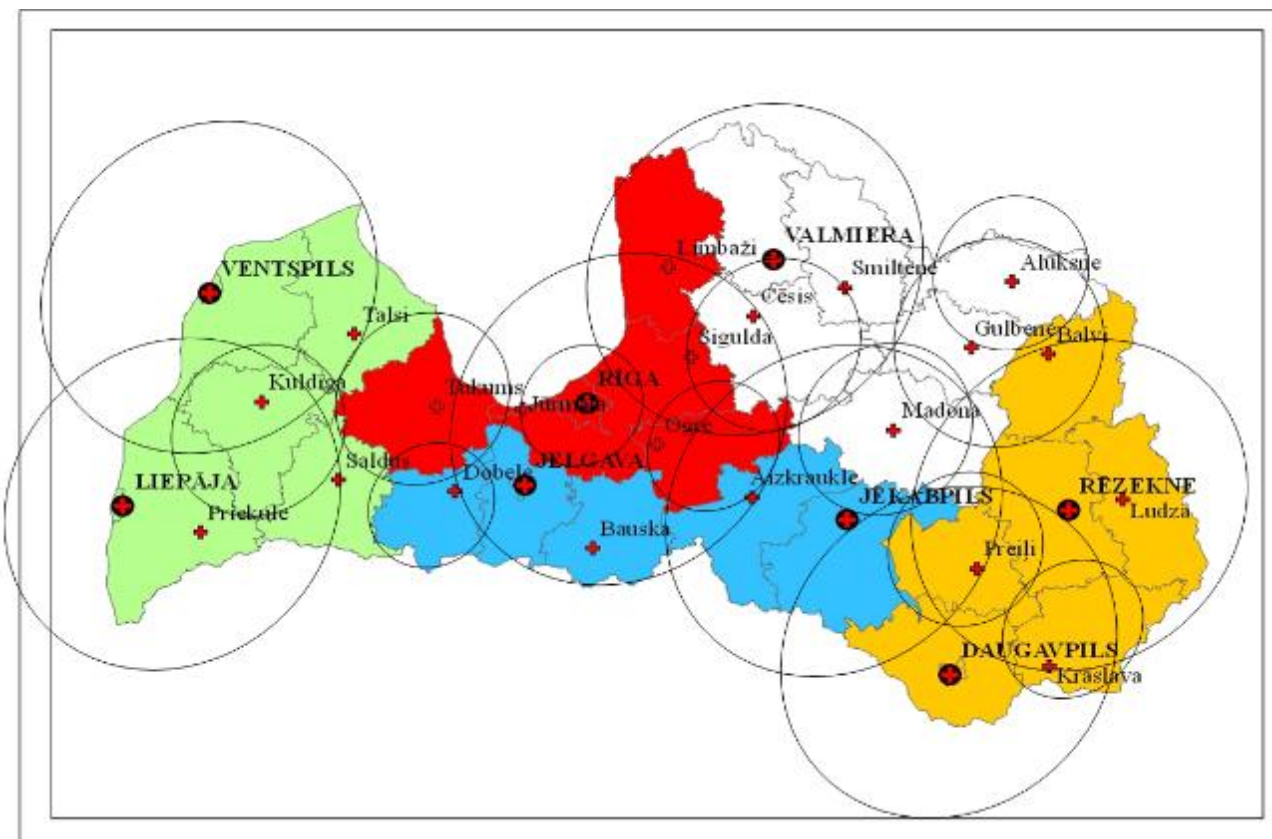 Limbaži
VALMIERA
VENTSPILS
Smiltene
Alūksne
Cēsis
Talsi
Sigulda
Gulbene
Balvi
Kuldīga
RĪGA
Tukums
Jūrmala
Madona
Ogre
Saldus
JELGAVA
LIEPĀJA
Dobele
Aizkraukle
JĒKABPILS
RĒZEKNE
Ludza
Priekule
Bauska
Preiļi
DAUGAVPILS
Krāslava